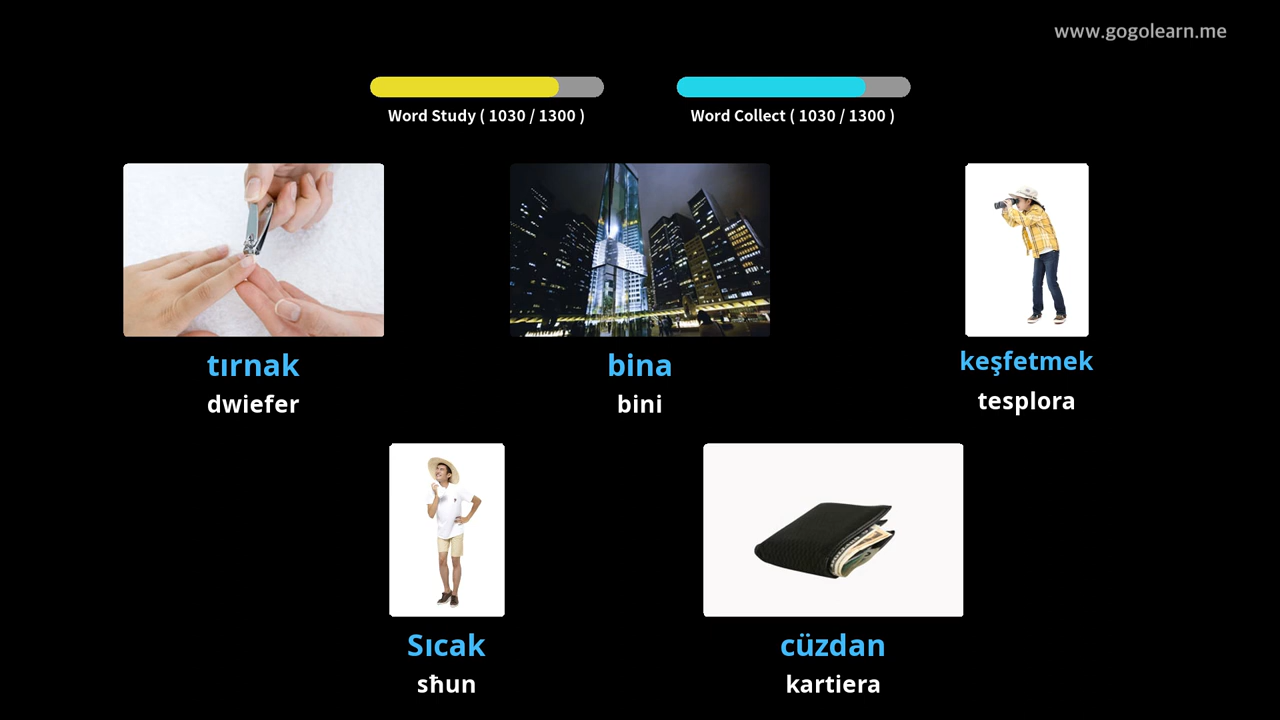 www.gogolearn.me
Word Study ( 1030 / 1300 )
Word Collect ( 1030 / 1300 )
tırnak
dwiefer
bina
bini
keşfetmek
tesplora
Sıcak
sħun
cüzdan
kartiera